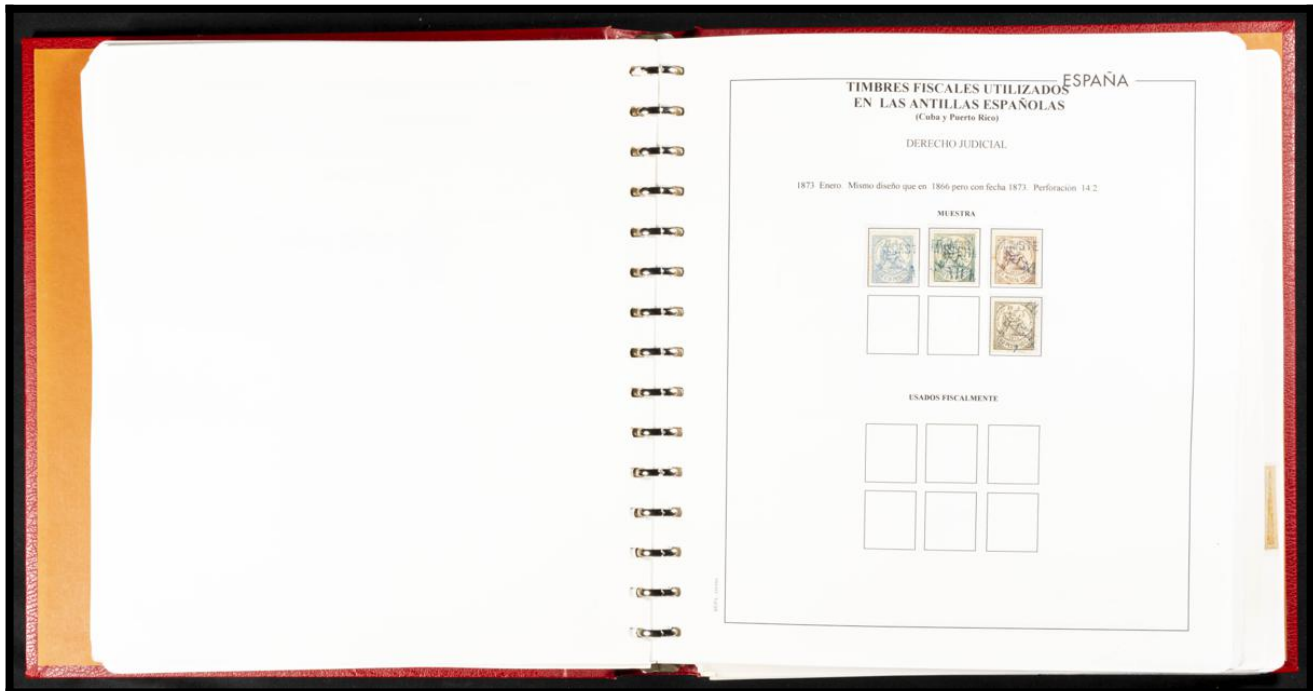 ESPAÑA
TIMBRES FISCALES UTILIZADOS
EN LAS ANTILLAS ESPAÑOLAS
(Cuba y Puerto Rico)
DERECHO JUDICIAL
1873 Enero. Mismo diseño que en 1866 pero con fecha 1873. Perforación 14.2
MUESTRA
USADOS FISCALMENTE